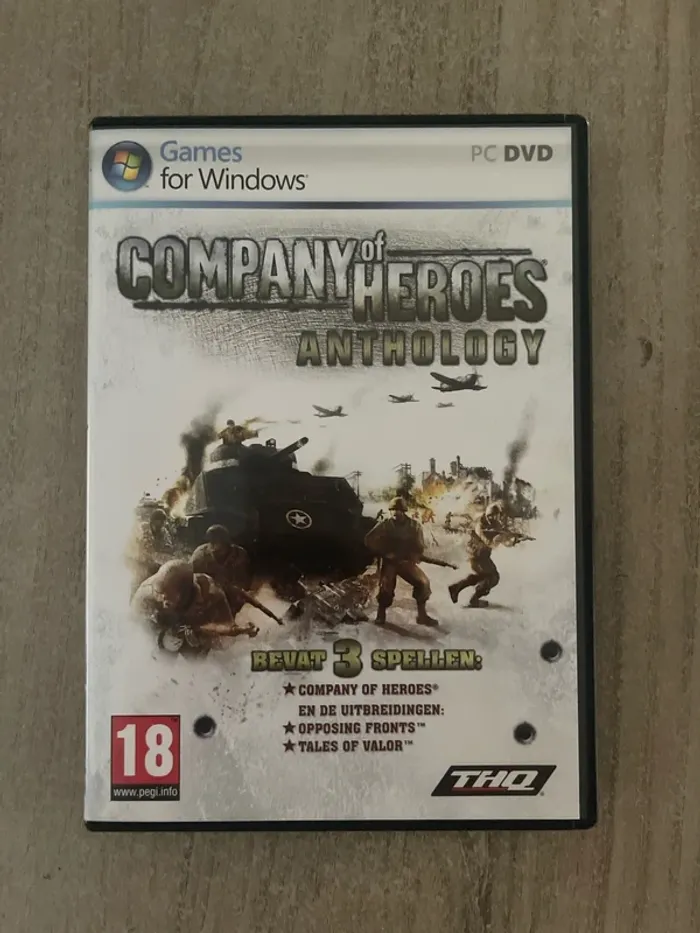 Games
for Windows®
PC DVD
COMPANY of HEROES®
ANTHOLOGY
BEVAT 3 SPELLEN:
★ COMPANY OF HEROES®
EN DE UITBREIDINGEN:
★ OPPOSING FRONTS™
★ TALES OF VALOR™
18
www.pegi.info
THQ®